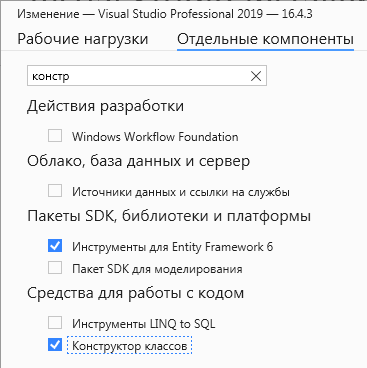 Изменение — Visual Studio Professional 2019 — 16.4.3
Рабочие нагрузки Отдельные компоненты
констр
Действия разработки
Windows Workflow Foundation
Облако, база данных и сервер
Источники данных и ссылки на службы
Пакеты SDK, библиотеки и платформы
Инструменты для Entity Framework 6
Пакет SDK для моделирования
Средства для работы с кодом
Инструменты LINQ to SQL
Конструктор классов